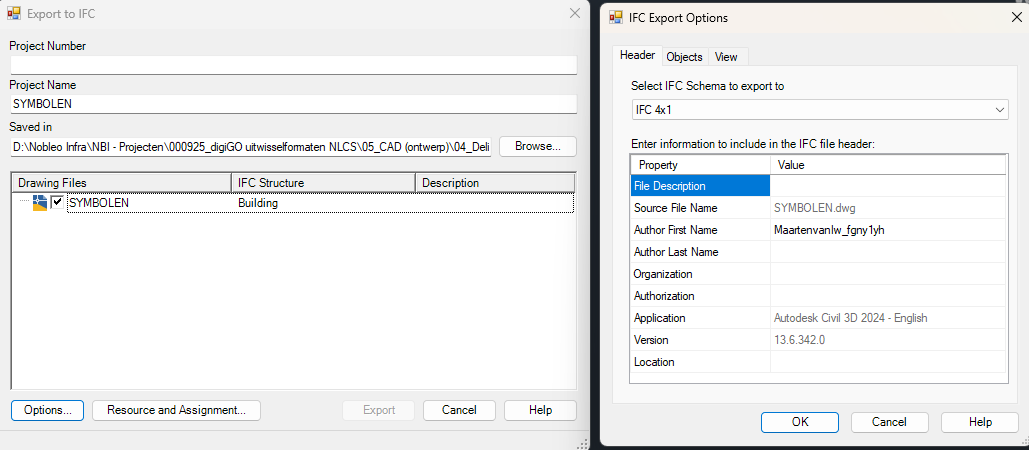 Export to IFC
Project Number
Project Name
SYMBOLEN
Saved in
D:\Nobleo Infra\NBI - Projecten\000925_digiGO uitwisselformaten NLCS\05_CAD (ontwerp)\04_Deli
Browse...
Drawing Files IFC Structure Description
SYMBOLEN Building
Options... Resource and Assignment... Export Cancel Help
IFC Export Options
Header Objects View
Select IFC Schema to export to
IFC 4x1
Enter information to include in the IFC file header:
Property Value
File Description
Source File Name SYMBOLEN.dwg
Author First Name Maartenvanlw_fgny1yh
Author Last Name
Organization
Authorization
Application Autodesk Civil 3D 2024 - English
Version 13.6.342.0
Location
OK Cancel Help